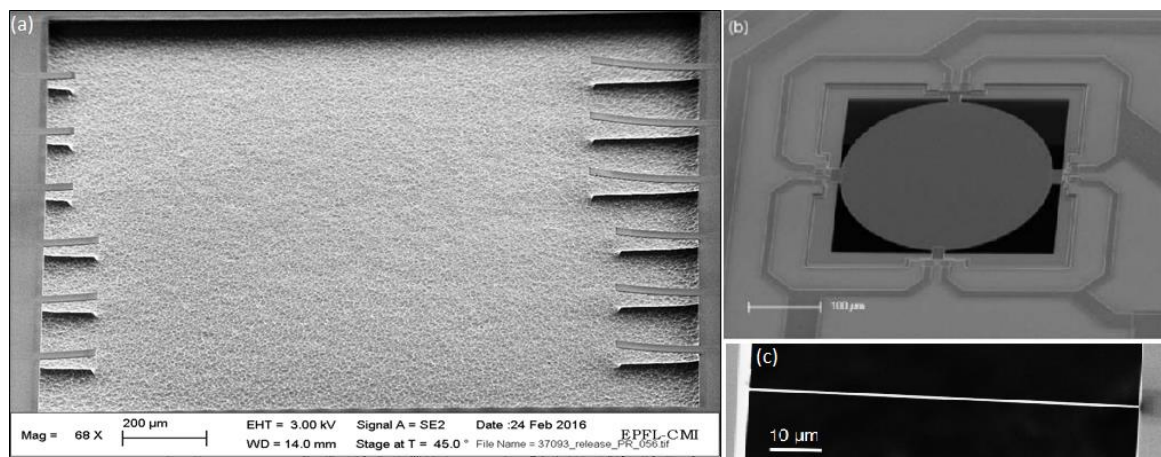 (a)
(b)
100 µm
(c)
10 µm
Mag = 68 X
200 µm
EHT = 3.00 kV
Signal A = SE2
Date :24 Feb 2016
WD = 14.0 mm
Stage at T = 45.0 °
File Name = 37093_release_PR_056.tif
EPFL-CMI